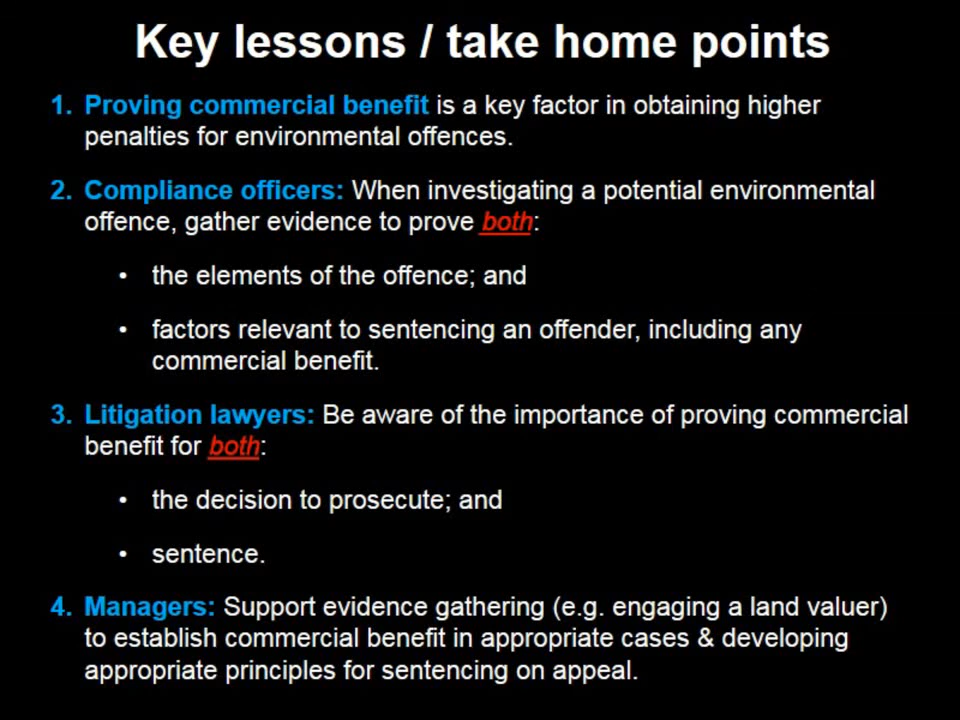 Key lessons / take home points
1. Proving commercial benefit is a key factor in obtaining higher
penalties for environmental offences.
2. Compliance officers: When investigating a potential environmental
offence, gather evidence to prove both:
• the elements of the offence; and
• factors relevant to sentencing an offender, including any
commercial benefit.
3. Litigation lawyers: Be aware of the importance of proving commercial
benefit for both:
• the decision to prosecute; and
• sentence.
4. Managers: Support evidence gathering (e.g. engaging a land valuer)
to establish commercial benefit in appropriate cases & developing
appropriate principles for sentencing on appeal.